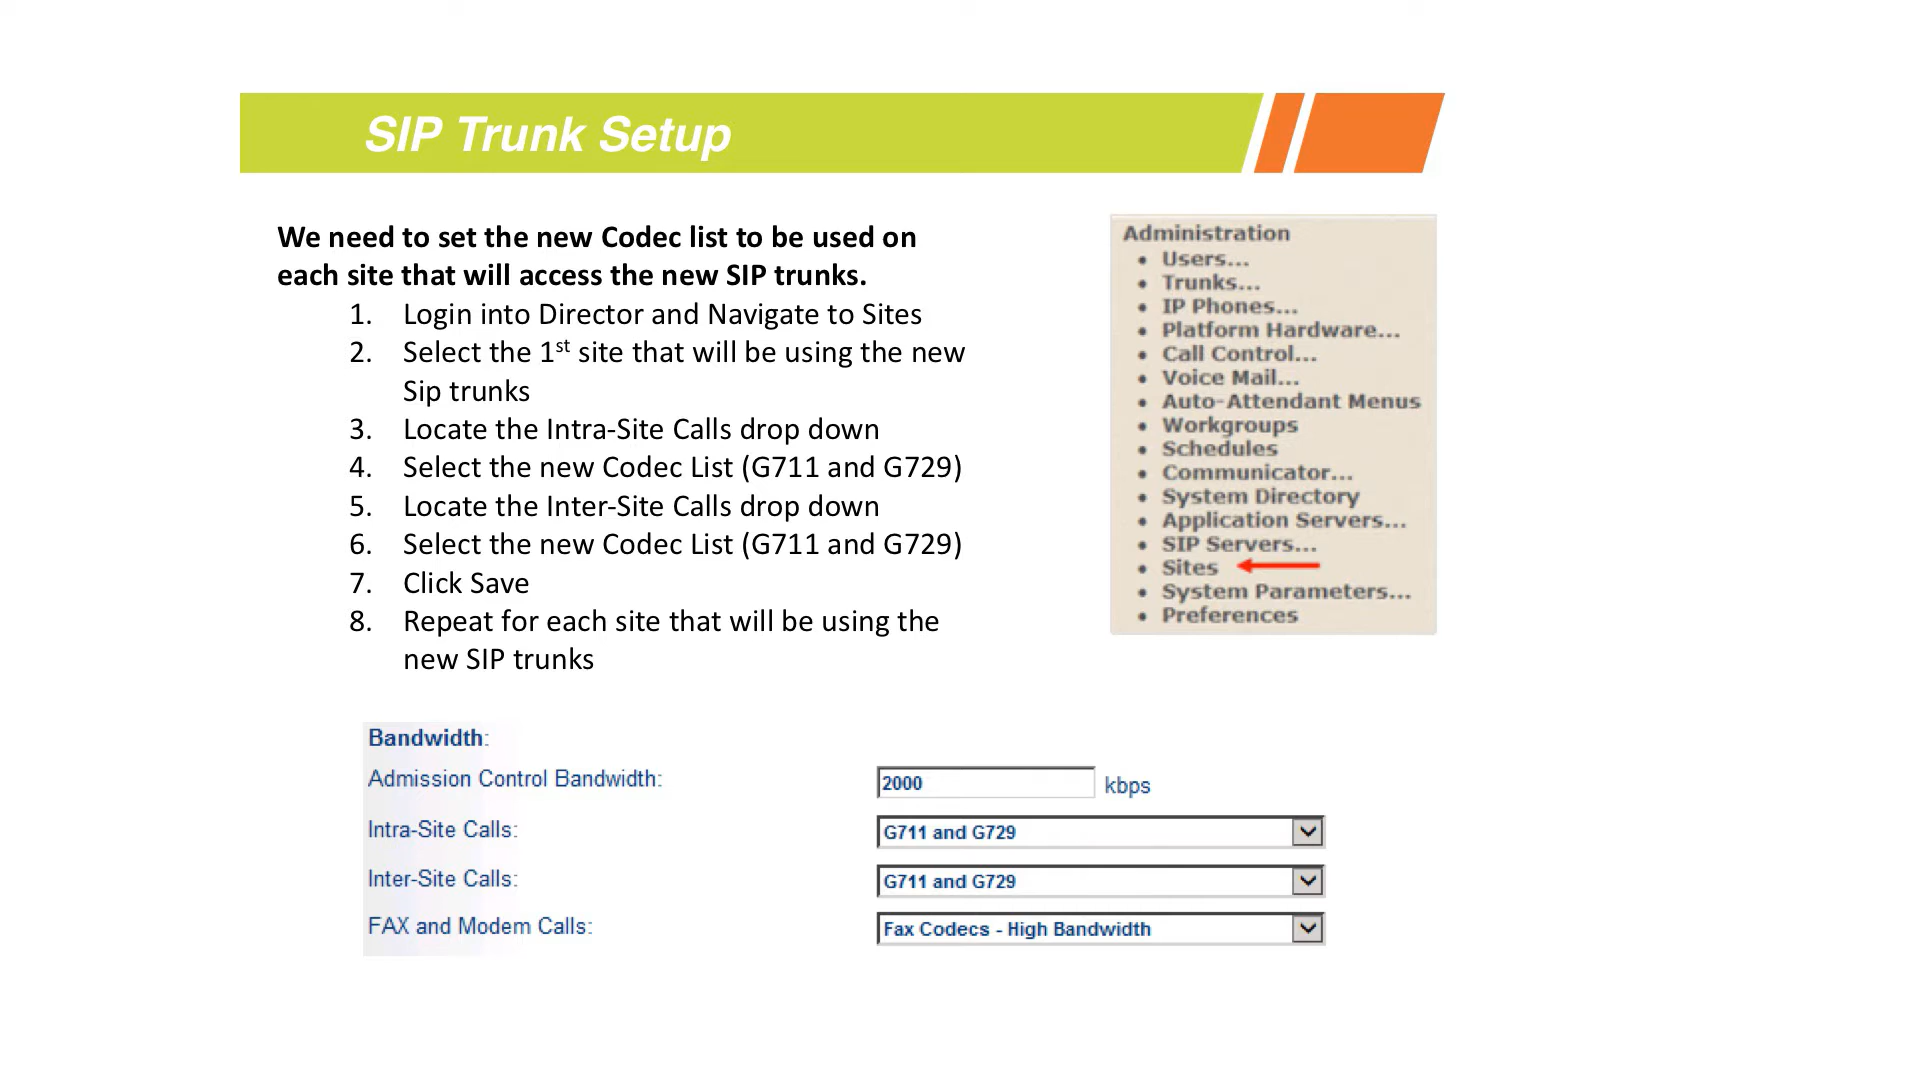 SIP Trunk Setup
We need to set the new Codec list to be used on
each site that will access the new SIP trunks.
1. Login into Director and Navigate to Sites
2. Select the 1st site that will be using the new
Sip trunks
3. Locate the Intra-Site Calls drop down
4. Select the new Codec List (G711 and G729)
5. Locate the Inter-Site Calls drop down
6. Select the new Codec List (G711 and G729)
7. Click Save
8. Repeat for each site that will be using the
new SIP trunks
Administration
• Users...
• Trunks...
• IP Phones...
• Platform Hardware...
• Call Control...
• Voice Mail...
• Auto-Attendant Menus
• Workgroups
• Schedules
• Communicator...
• System Directory
• Application Servers...
• SIP Servers...
• Sites
• System Parameters...
• Preferences
Bandwidth:
Admission Control Bandwidth: 2000 kbps
Intra-Site Calls: G711 and G729
Inter-Site Calls: G711 and G729
FAX and Modem Calls: Fax Codecs - High Bandwidth